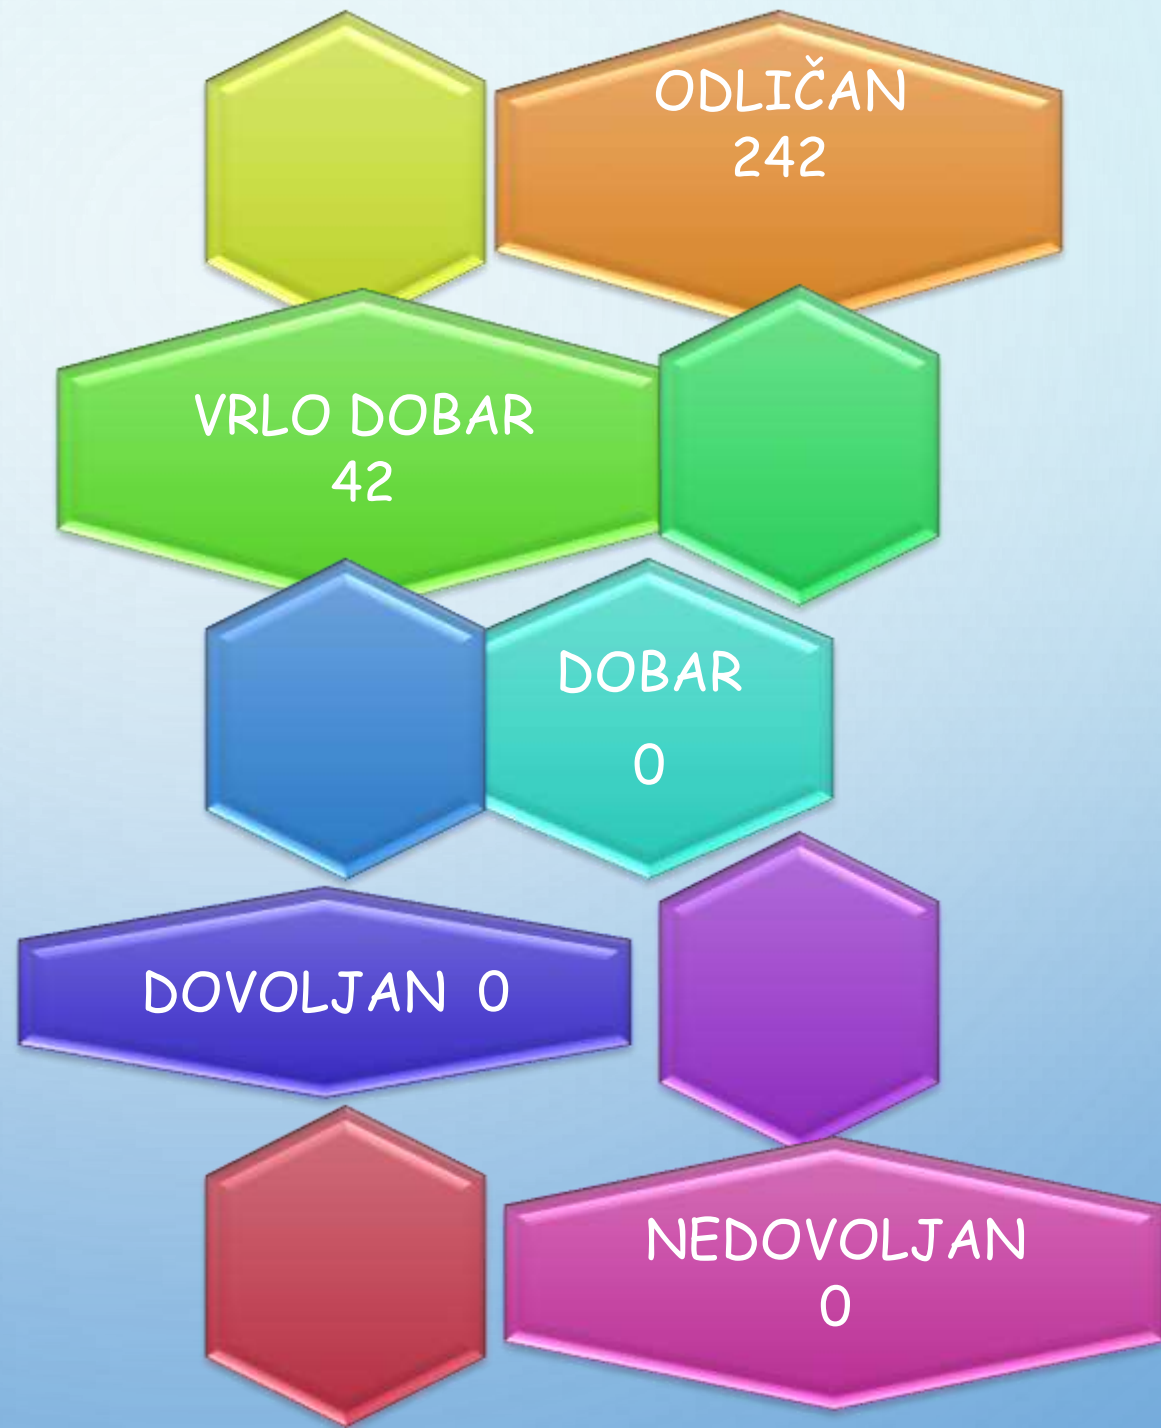 ODLIČAN
242
VRLO DOBAR
42
DOBAR
0
DOVOLJAN 0
NEDOVOLJAN
0